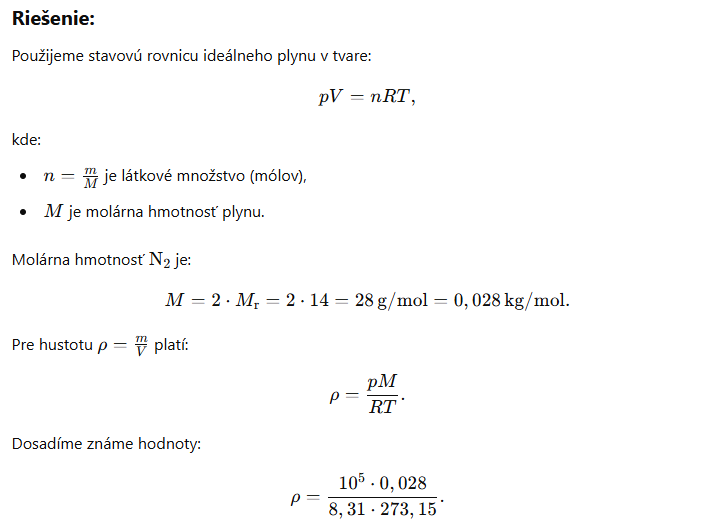 Riešenie:
Použijeme stavovú rovnicu ideálneho plynu v tvare:
pV = nRT,
kde:
• n = m/M je látkové množstvo (mólov),
• M je molárna hmotnosť plynu.
Molárna hmotnosť N₂ je:
M = 2 · Mᵣ = 2 · 14 = 28 g/mol = 0,028 kg/mol.
Pre hustotu ρ = m/V platí:
ρ = pM/RT.
Dosadíme známe hodnoty:
ρ = 10⁵ · 0,028/8,31 · 273,15.